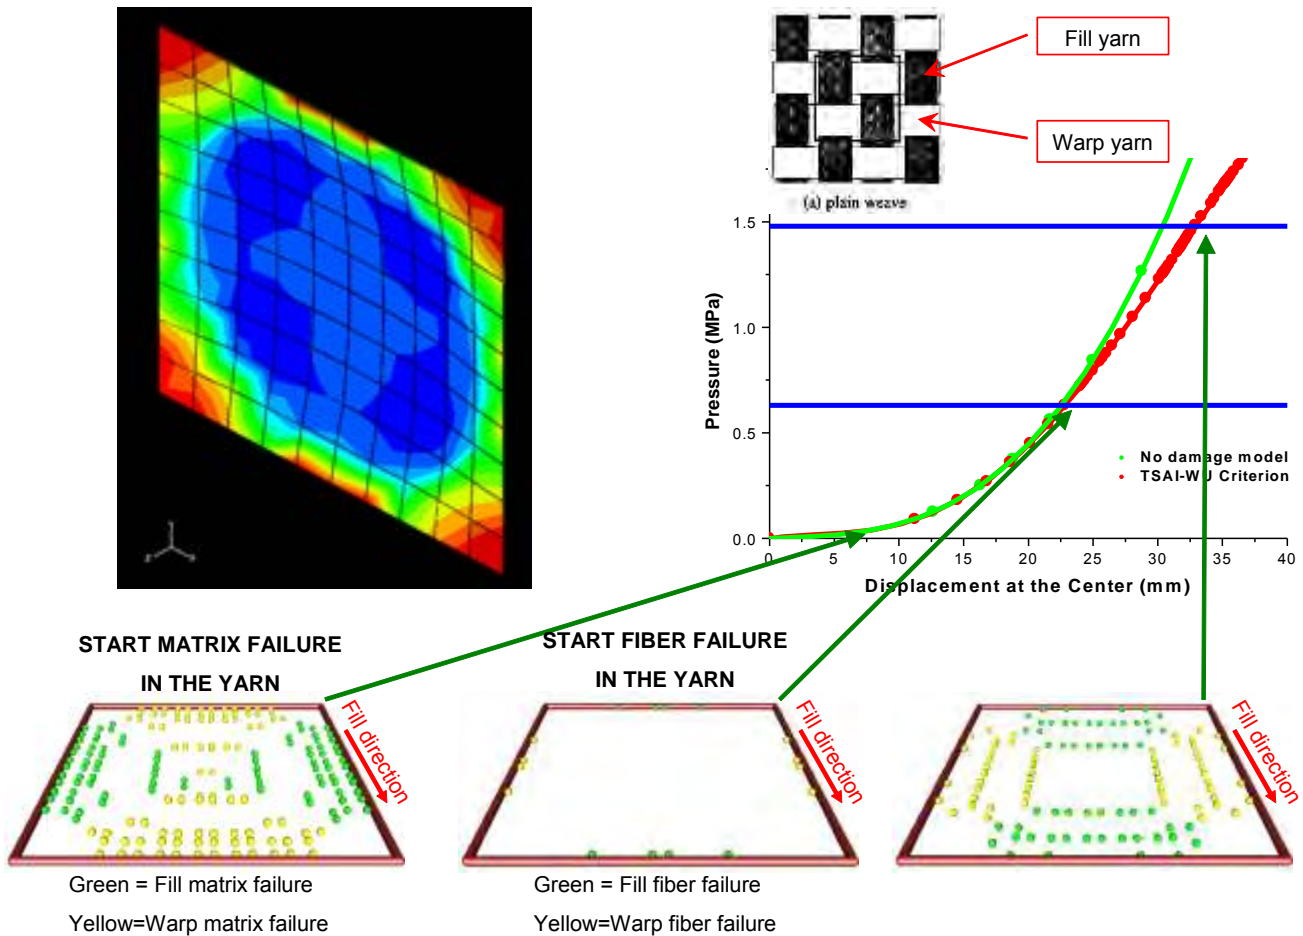 Fill yarn
Warp yarn
(a) plain weave
1.5
1.0
0.5
0.0
Pressure (MPa)
No damage model
TSAI-WU Criterion
0 5 10 15 20 25 30 35 40
Displacement at the Center (mm)
START MATRIX FAILURE
IN THE YARN
START FIBER FAILURE
IN THE YARN
Fill direction
Fill direction
Fill direction
Green = Fill matrix failure
Yellow=Warp matrix failure
Green = Fill fiber failure
Yellow=Warp fiber failure